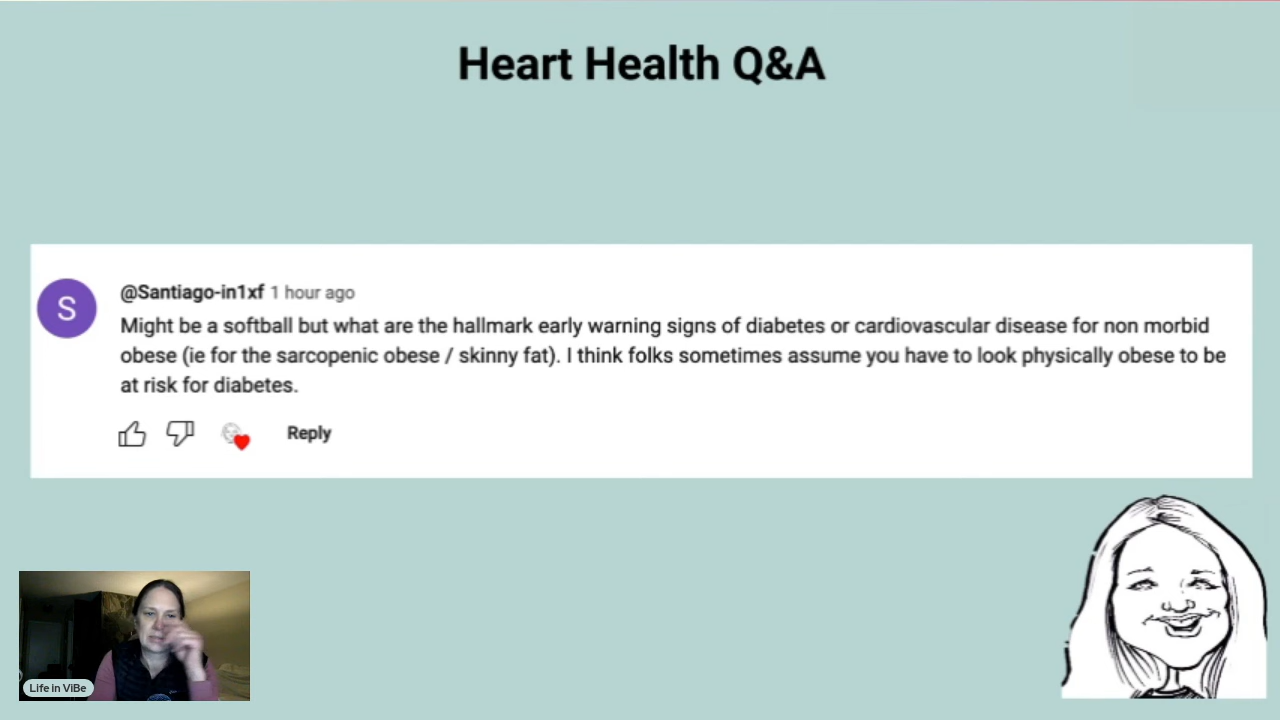 Heart Health Q&A
S
@Santiago-in1xf 1 hour ago
Might be a softball but what are the hallmark early warning signs of diabetes or cardiovascular disease for non morbid
obese (ie for the sarcopenic obese / skinny fat). I think folks sometimes assume you have to look physically obese to be
at risk for diabetes.
Reply
Life in ViBe